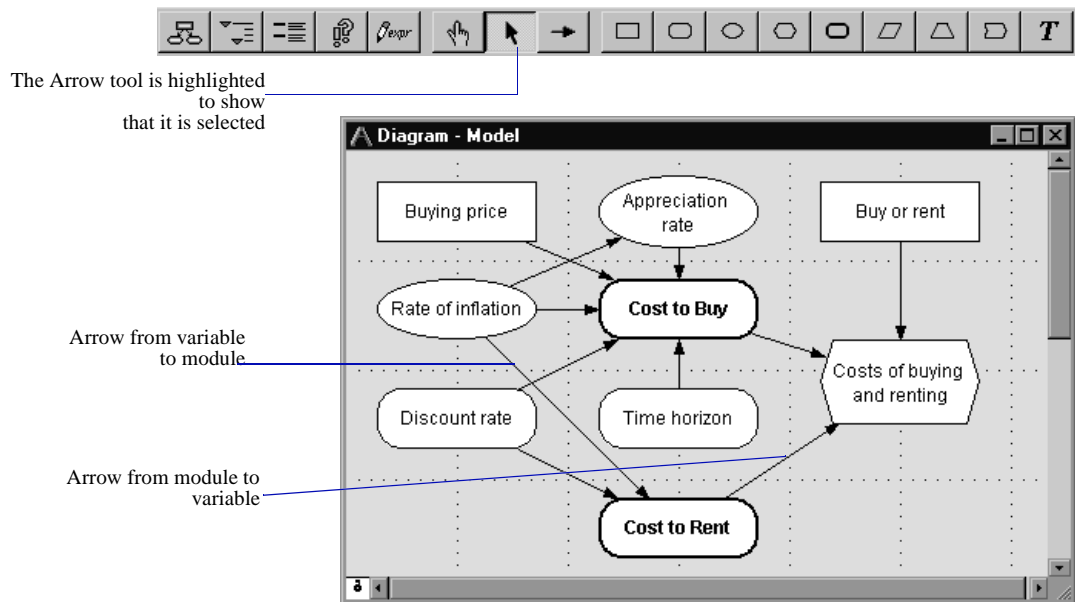 expr
T
The Arrow tool is highlighted
to show
that it is selected
Diagram - Model
Buying price
Appreciation
rate
Buy or rent
Rate of inflation
Cost to Buy
Arrow from variable
to module
Costs of buying
and renting
Discount rate
Time horizon
Arrow from module to
variable
Cost to Rent